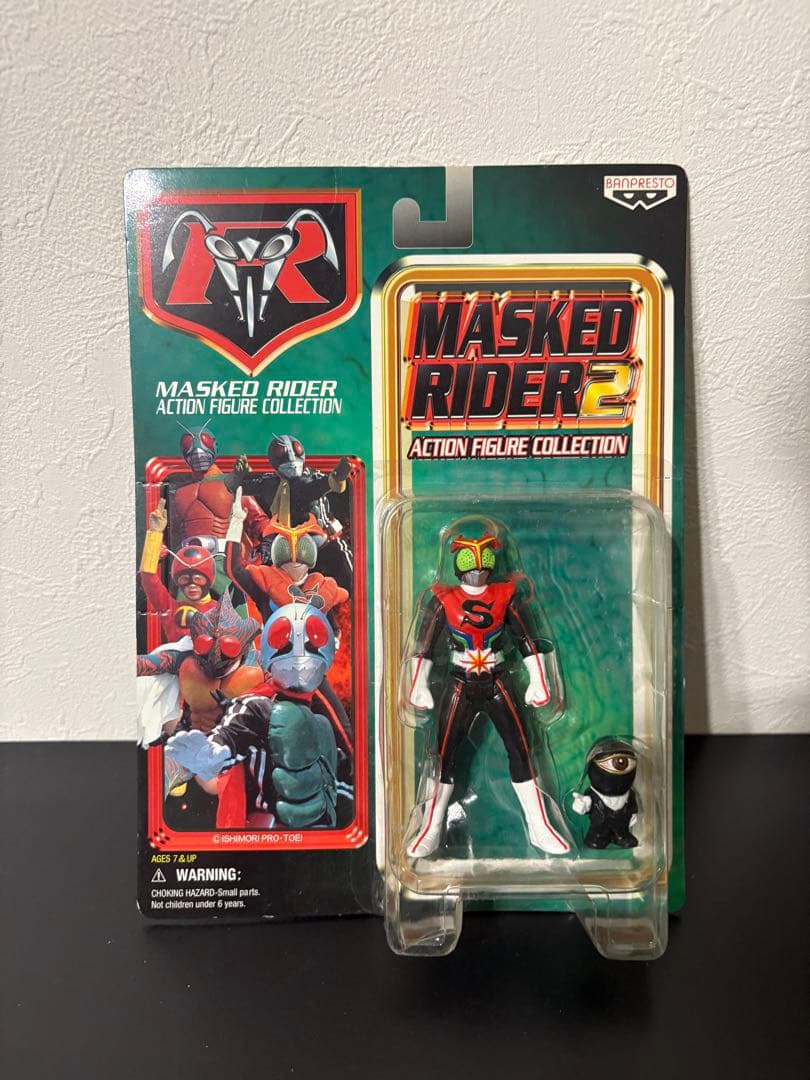 BANPRESTO
R
MASKED RIDER
ACTION FIGURE COLLECTION
MASKED
RIDER2
ACTION FIGURE COLLECTION
S
© ISHIMORI PRO・TOEI
AGES 7 & UP
⚠ WARNING:
CHOKING HAZARD-Small parts.
Not children under 6 years.